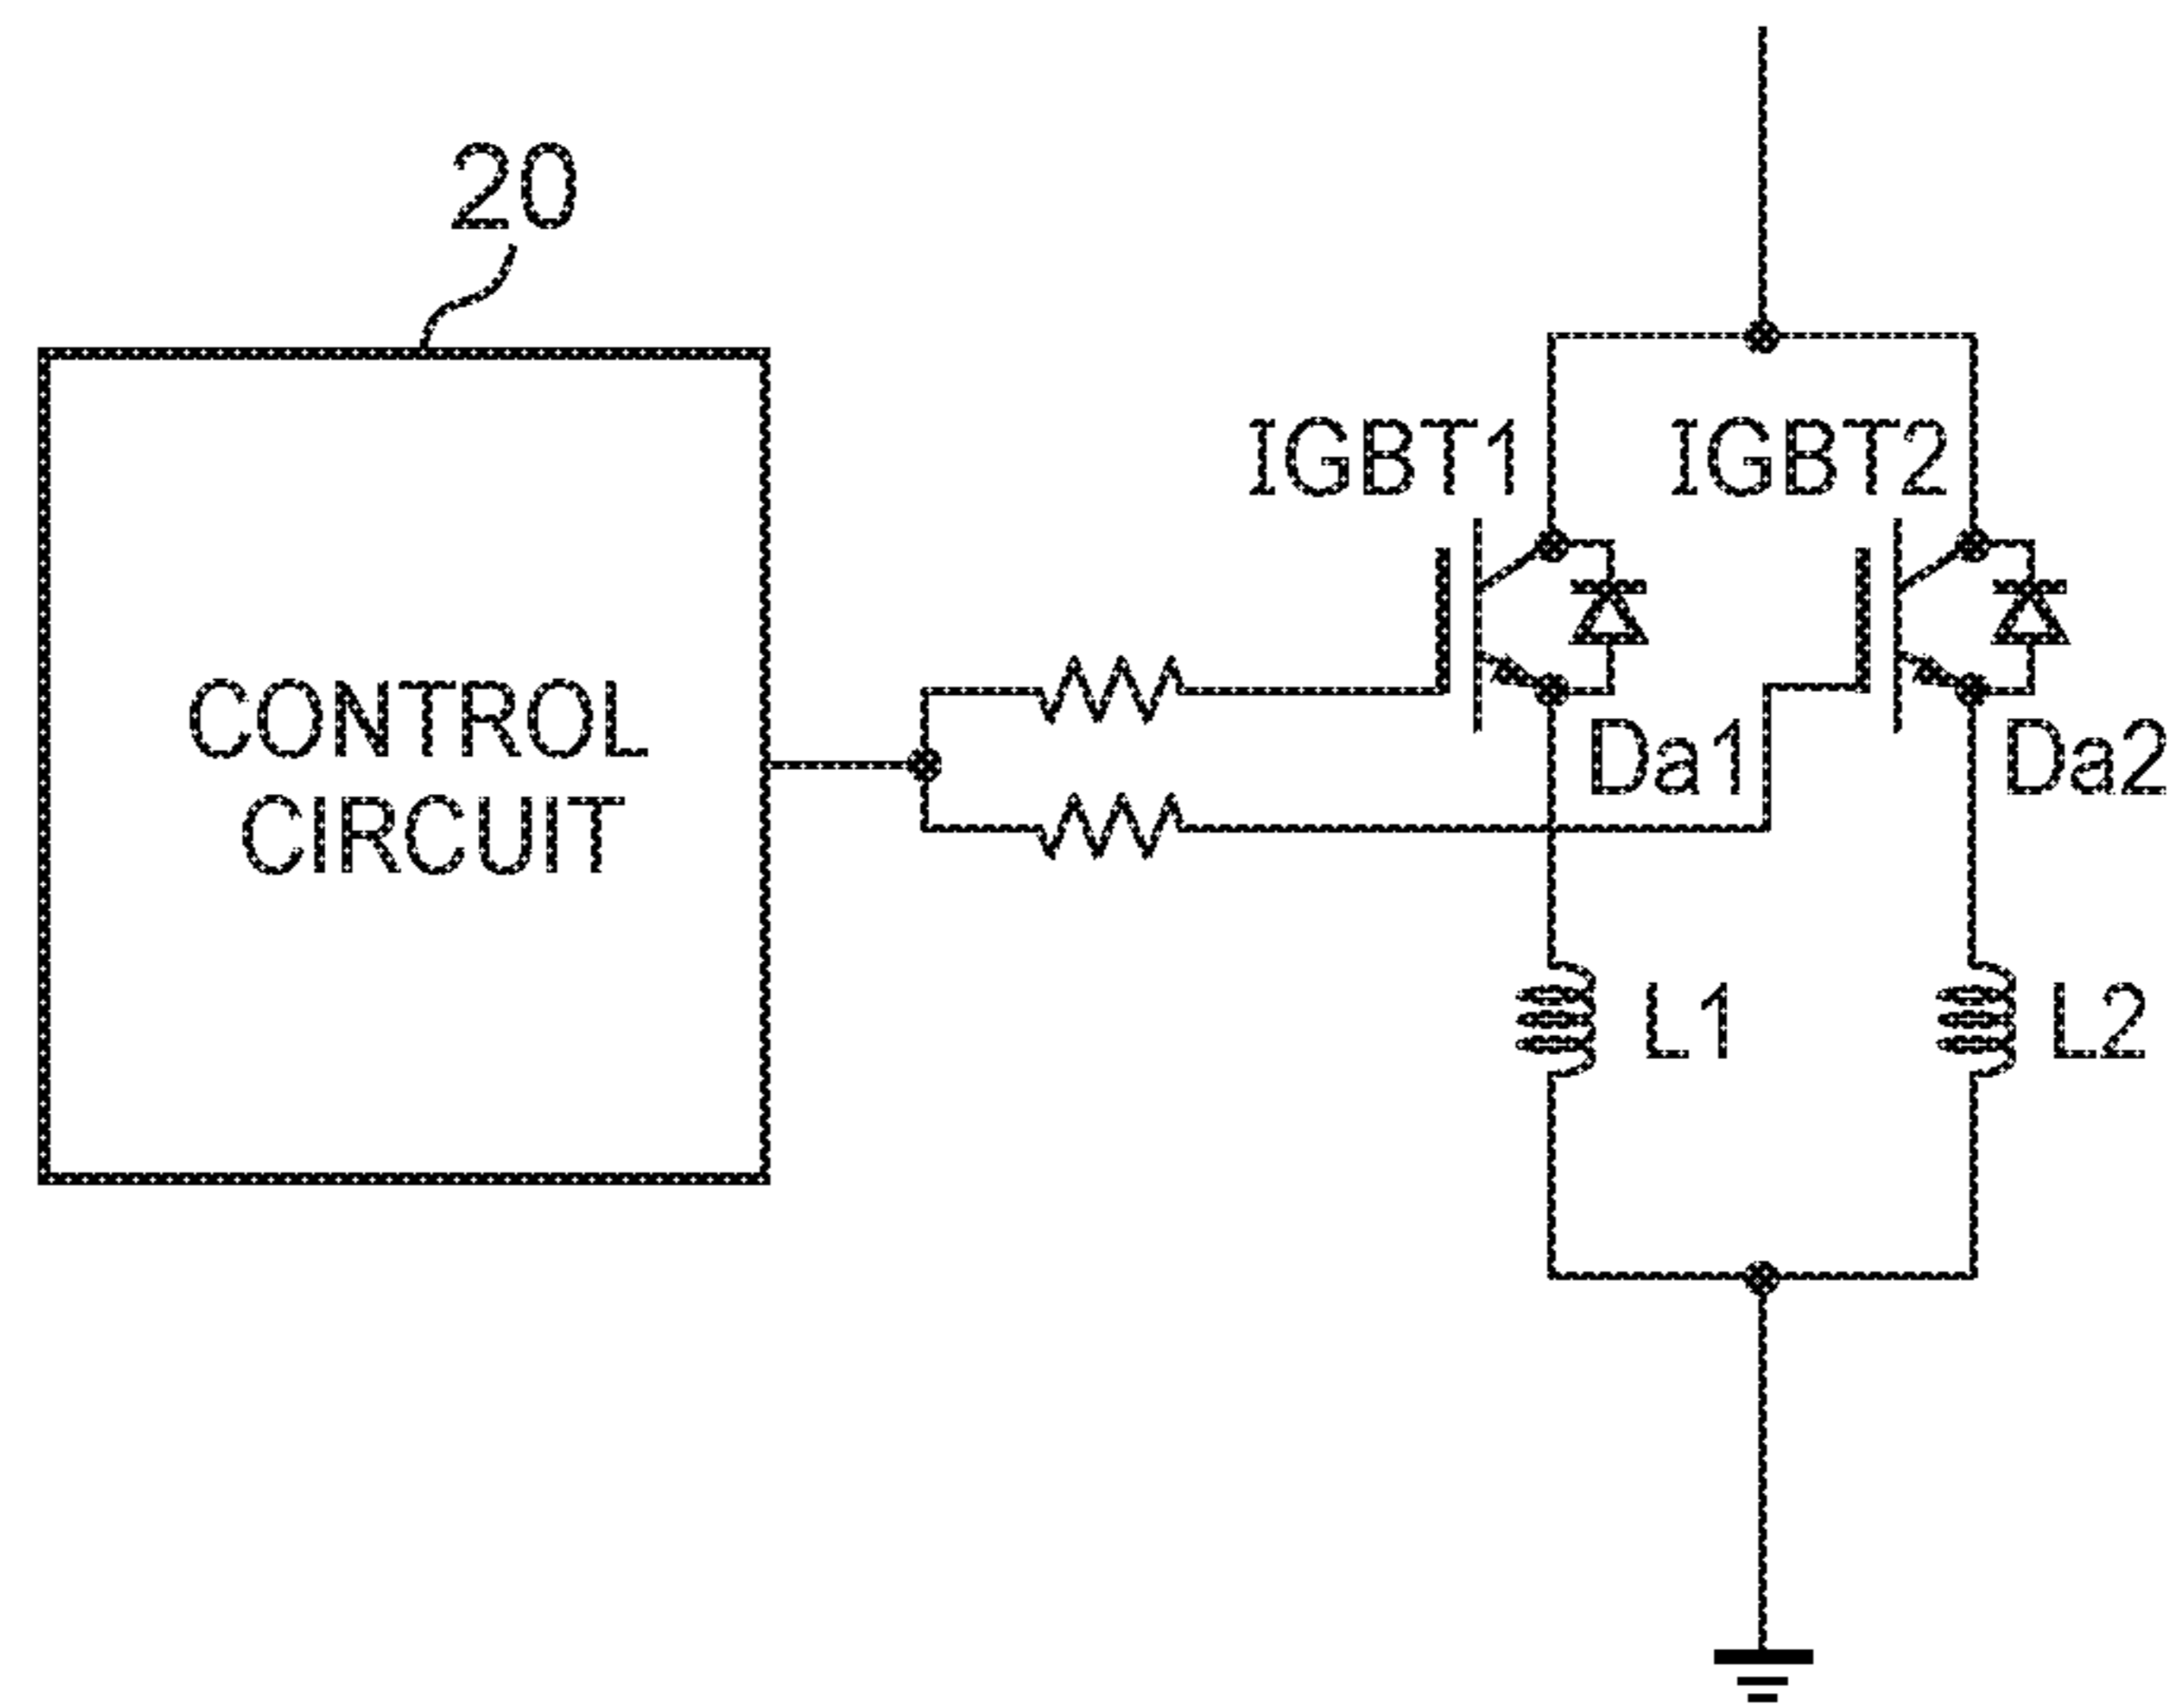 20
CONTROL
CIRCUIT
IGBT1
IGBT2
Da1
Da2
L1
L2